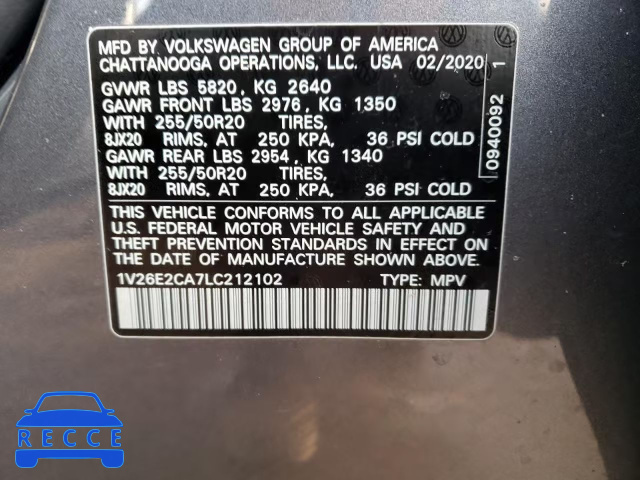 MFD BY VOLKSWAGEN GROUP OF AMERICA
CHATTANOOGA OPERATIONS, LLC. USA 02/2020
GVWR LBS 5820, KG 2640
GAWR FRONT LBS 2976, KG 1350
WITH 255/50R20 TIRES,
8JX20 RIMS, AT 250 KPA, 36 PSI COLD
GAWR REAR LBS 2954, KG 1340
WITH 255/50R20 TIRES,
8JX20 RIMS, AT 250 KPA, 36 PSI COLD
THIS VEHICLE CONFORMS TO ALL APPLICABLE
U.S. FEDERAL MOTOR VEHICLE SAFETY AND
THEFT PREVENTION STANDARDS IN EFFECT ON
THE DATE OF MANUFACTURE SHOWN ABOVE.
1V26E2CA7LC212102 TYPE: MPV
0940092 1
RECCE